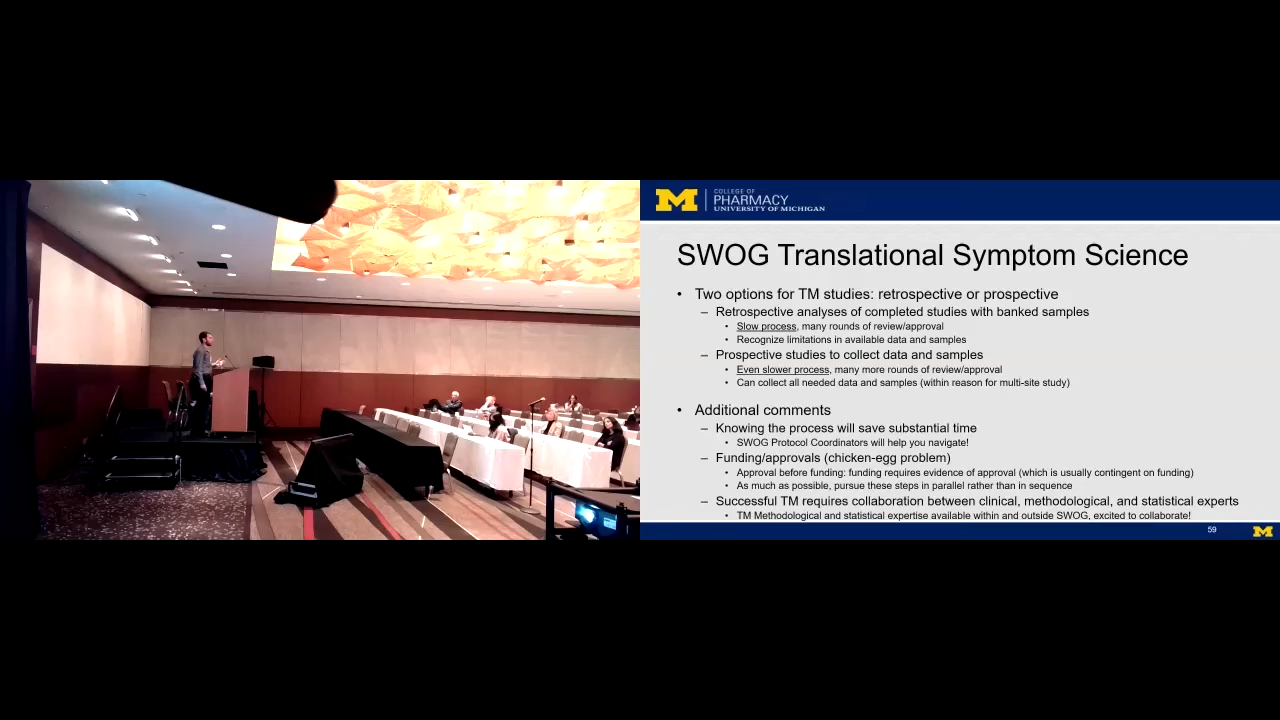 M
COLLEGE OF
PHARMACY
UNIVERSITY OF MICHIGAN
SWOG Translational Symptom Science
• Two options for TM studies: retrospective or prospective
– Retrospective analyses of completed studies with banked samples
• Slow process, many rounds of review/approval
• Recognize limitations in available data and samples
– Prospective studies to collect data and samples
• Even slower process, many more rounds of review/approval
• Can collect all needed data and samples (within reason for multi-site study)
• Additional comments
– Knowing the process will save substantial time
• SWOG Protocol Coordinators will help you navigate!
– Funding/approvals (chicken-egg problem)
• Approval before funding: funding requires evidence of approval (which is usually contingent on funding)
• As much as possible, pursue these steps in parallel rather than in sequence
– Successful TM requires collaboration between clinical, methodological, and statistical experts
• TM Methodological and statistical expertise available within and outside SWOG, excited to collaborate!
59
M